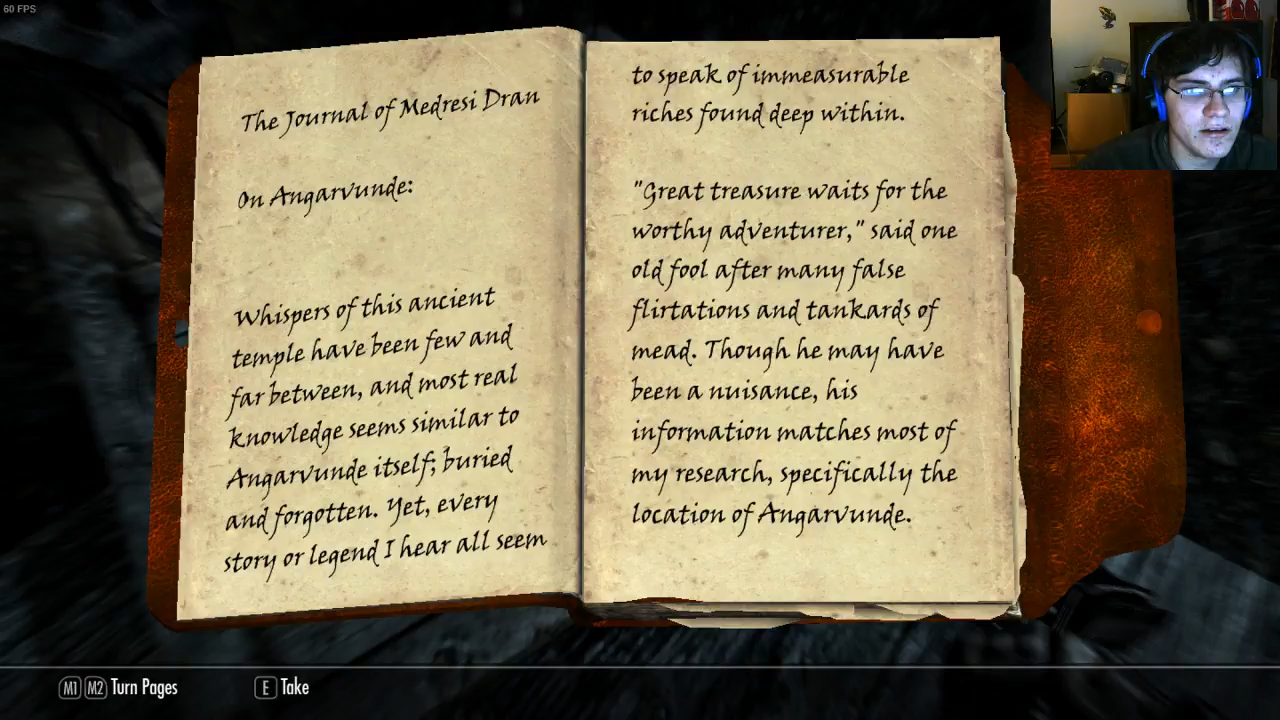 60 FPS
The Journal of Medresi Dran
On Angarvunde:
Whispers of this ancient
temple have been few and
far between, and most real
knowledge seems similar to
Angarvunde itself; buried
and forgotten. Yet, every
story or legend I hear all seem
to speak of immeasurable
riches found deep within.
"Great treasure waits for the
worthy adventurer," said one
old fool after many false
flirtations and tankards of
mead. Though he may have
been a nuisance, his
information matches most of
my research, specifically the
location of Angarvunde.
M1 M2 Turn Pages
E Take